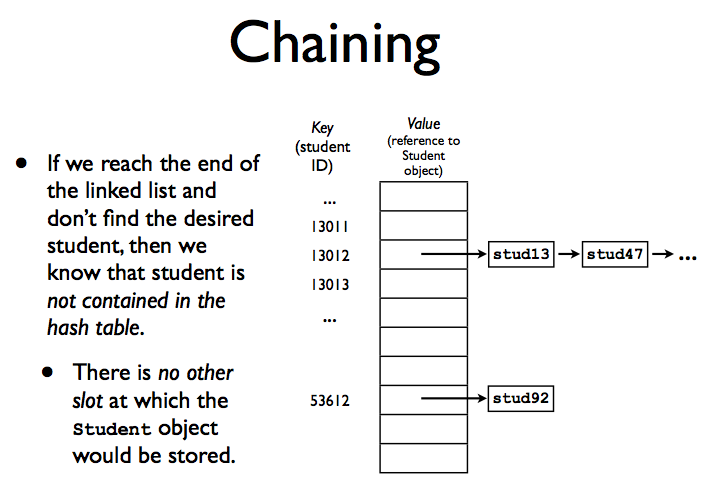 Chaining
• If we reach the end of
the linked list and
don't find the desired
student, then we
know that student is
not contained in the
hash table.
• There is no other
slot at which the
Student object
would be stored.
Key
(student
ID)
Value
(reference to
Student
object)
...
13011
13012
stud13
stud47
...
13013
...
53612
stud92